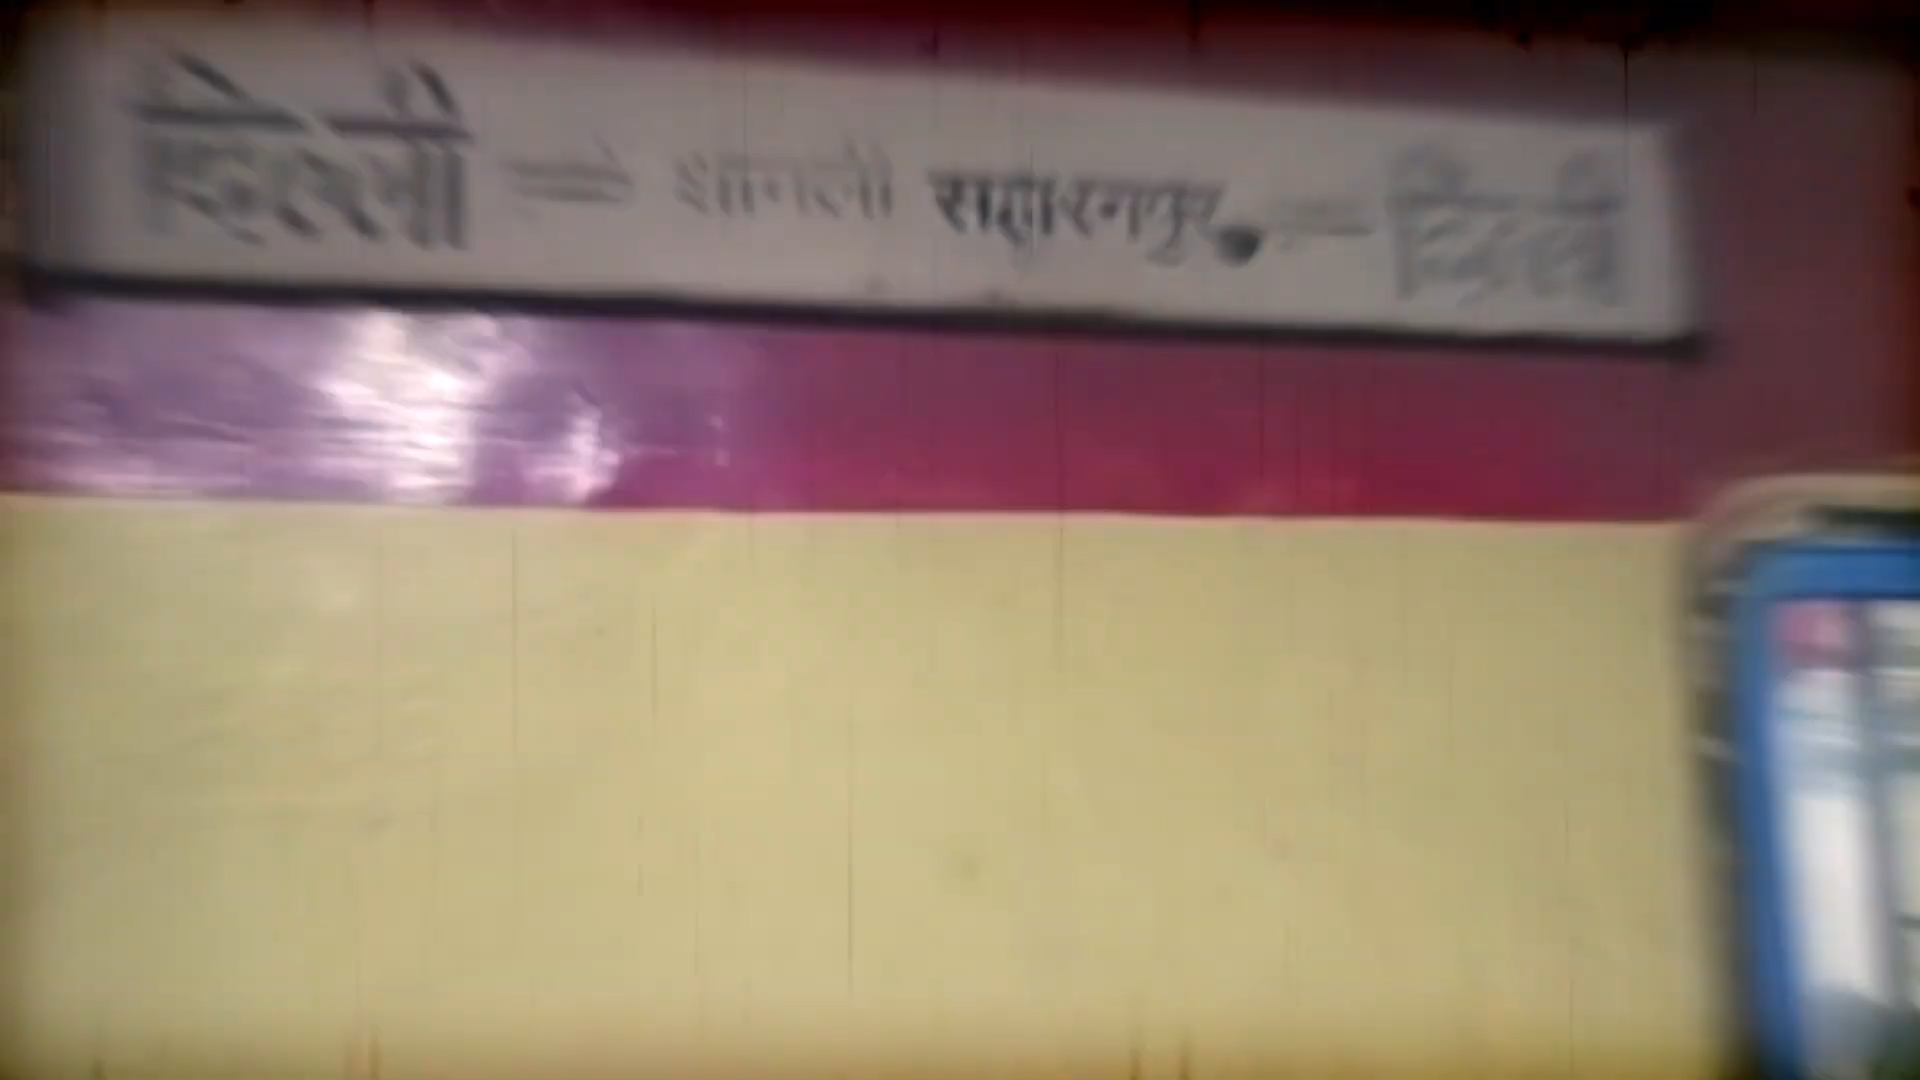 दिल्ली = शामली सहारनपुर = दिल्ली